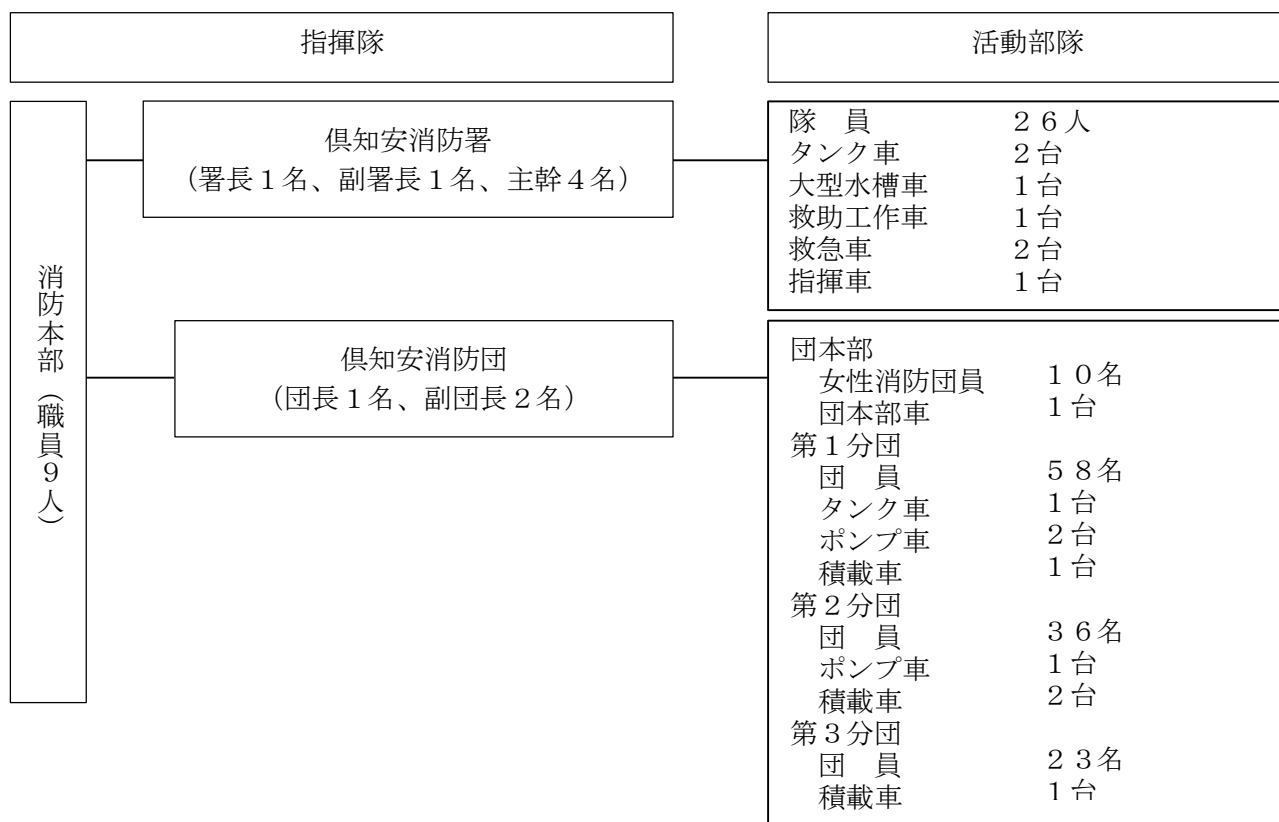 指揮隊
活動部隊
消防本部（職員９人）
倶知安消防署
（署長１名、副署長１名、主幹４名）
隊　員　２６人
タンク車　２台
大型水槽車　１台
救助工作車　１台
救急車　２台
指揮車　１台
倶知安消防団
（団長１名、副団長２名）
団本部
女性消防団員　１０名
団本部車　１台
第１分団
団　員　５８名
タンク車　１台
ポンプ車　２台
積載車　１台
第２分団
団　員　３６名
ポンプ車　１台
積載車　２台
第３分団
団　員　２３名
積載車　１台